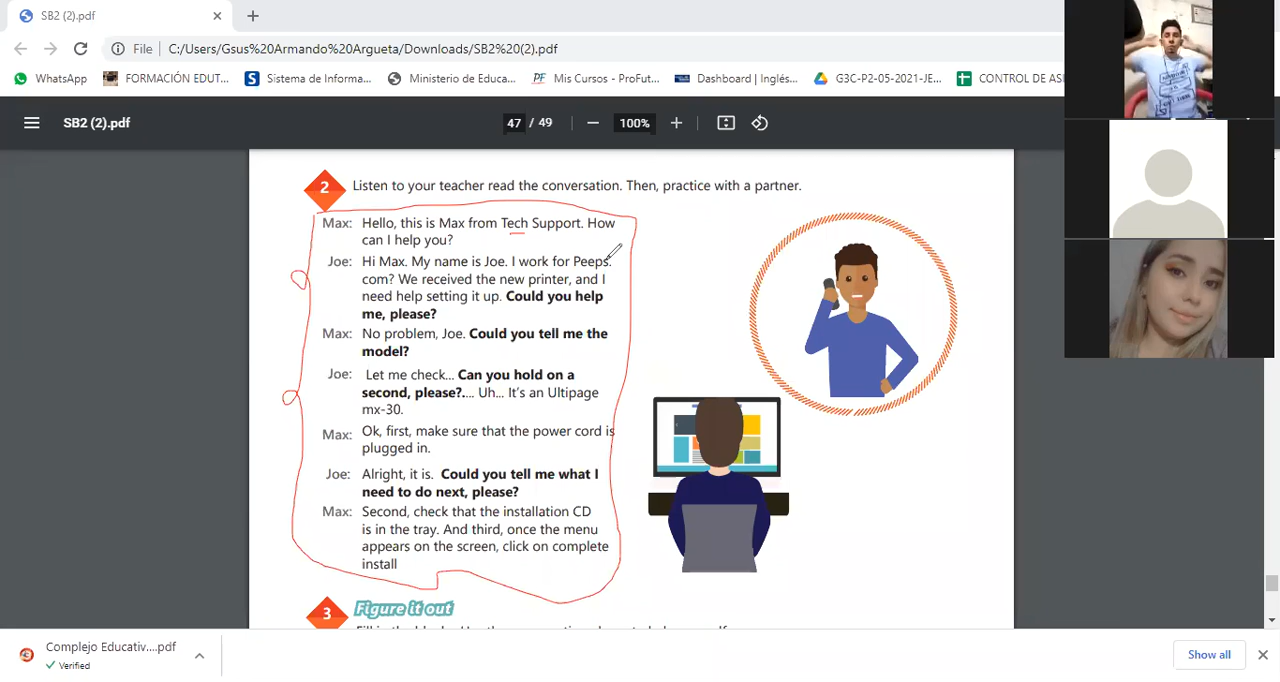 SB2 (2).pdf
File C:/Users/Gsus%20Armando%20Argueta/Downloads/SB2%20(2).pdf
WhatsApp FORMACIÓN EDUT... Sistema de Informa... Ministerio de Educa... Mis Cursos - ProFut... Dashboard | Inglés... G3C-P2-05-2021-JE... CONTROL DE ASI
SB2 (2).pdf 47 / 49 100%
2 Listen to your teacher read the conversation. Then, practice with a partner.
Max: Hello, this is Max from Tech Support. How
can I help you?
Joe: Hi Max. My name is Joe. I work for Peeps.
com? We received the new printer, and I
need help setting it up. Could you help
me, please?
Max: No problem, Joe. Could you tell me the
model?
Joe: Let me check... Can you hold on a
second, please?.... Uh... It's an Ultipage
mx-30.
Max: Ok, first, make sure that the power cord is
plugged in.
Joe: Alright, it is. Could you tell me what I
need to do next, please?
Max: Second, check that the installation CD
is in the tray. And third, once the menu
appears on the screen, click on complete
install
3 Figure it out
Complejo Educativ....pdf
Verified
Show all